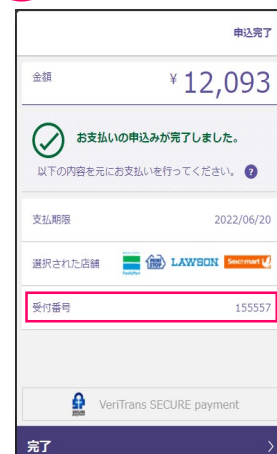 申込完了
金額 ¥ 12,093
お支払いの申込みが完了しました。
以下の内容を元にお支払いを行ってください。 ?
支払期限 2022/06/20
選択された店舗 FamilyMart MINI STOP LAWSON Seicomart
受付番号 155557
VeriTrans SECURE payment
完了 >